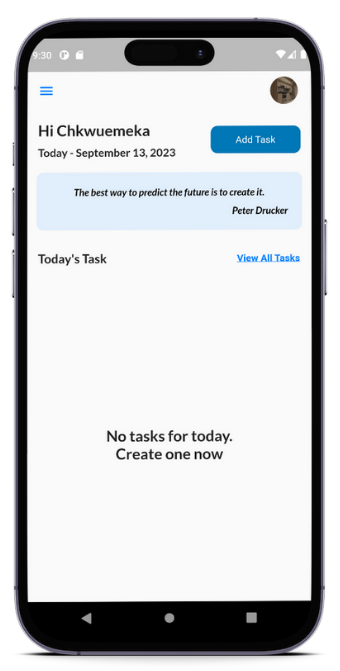 9:30
Hi Chkwuemeka
Add Task
Today - September 13, 2023
The best way to predict the future is to create it.
Peter Drucker
Today's Task
View All Tasks
No tasks for today.
Create one now